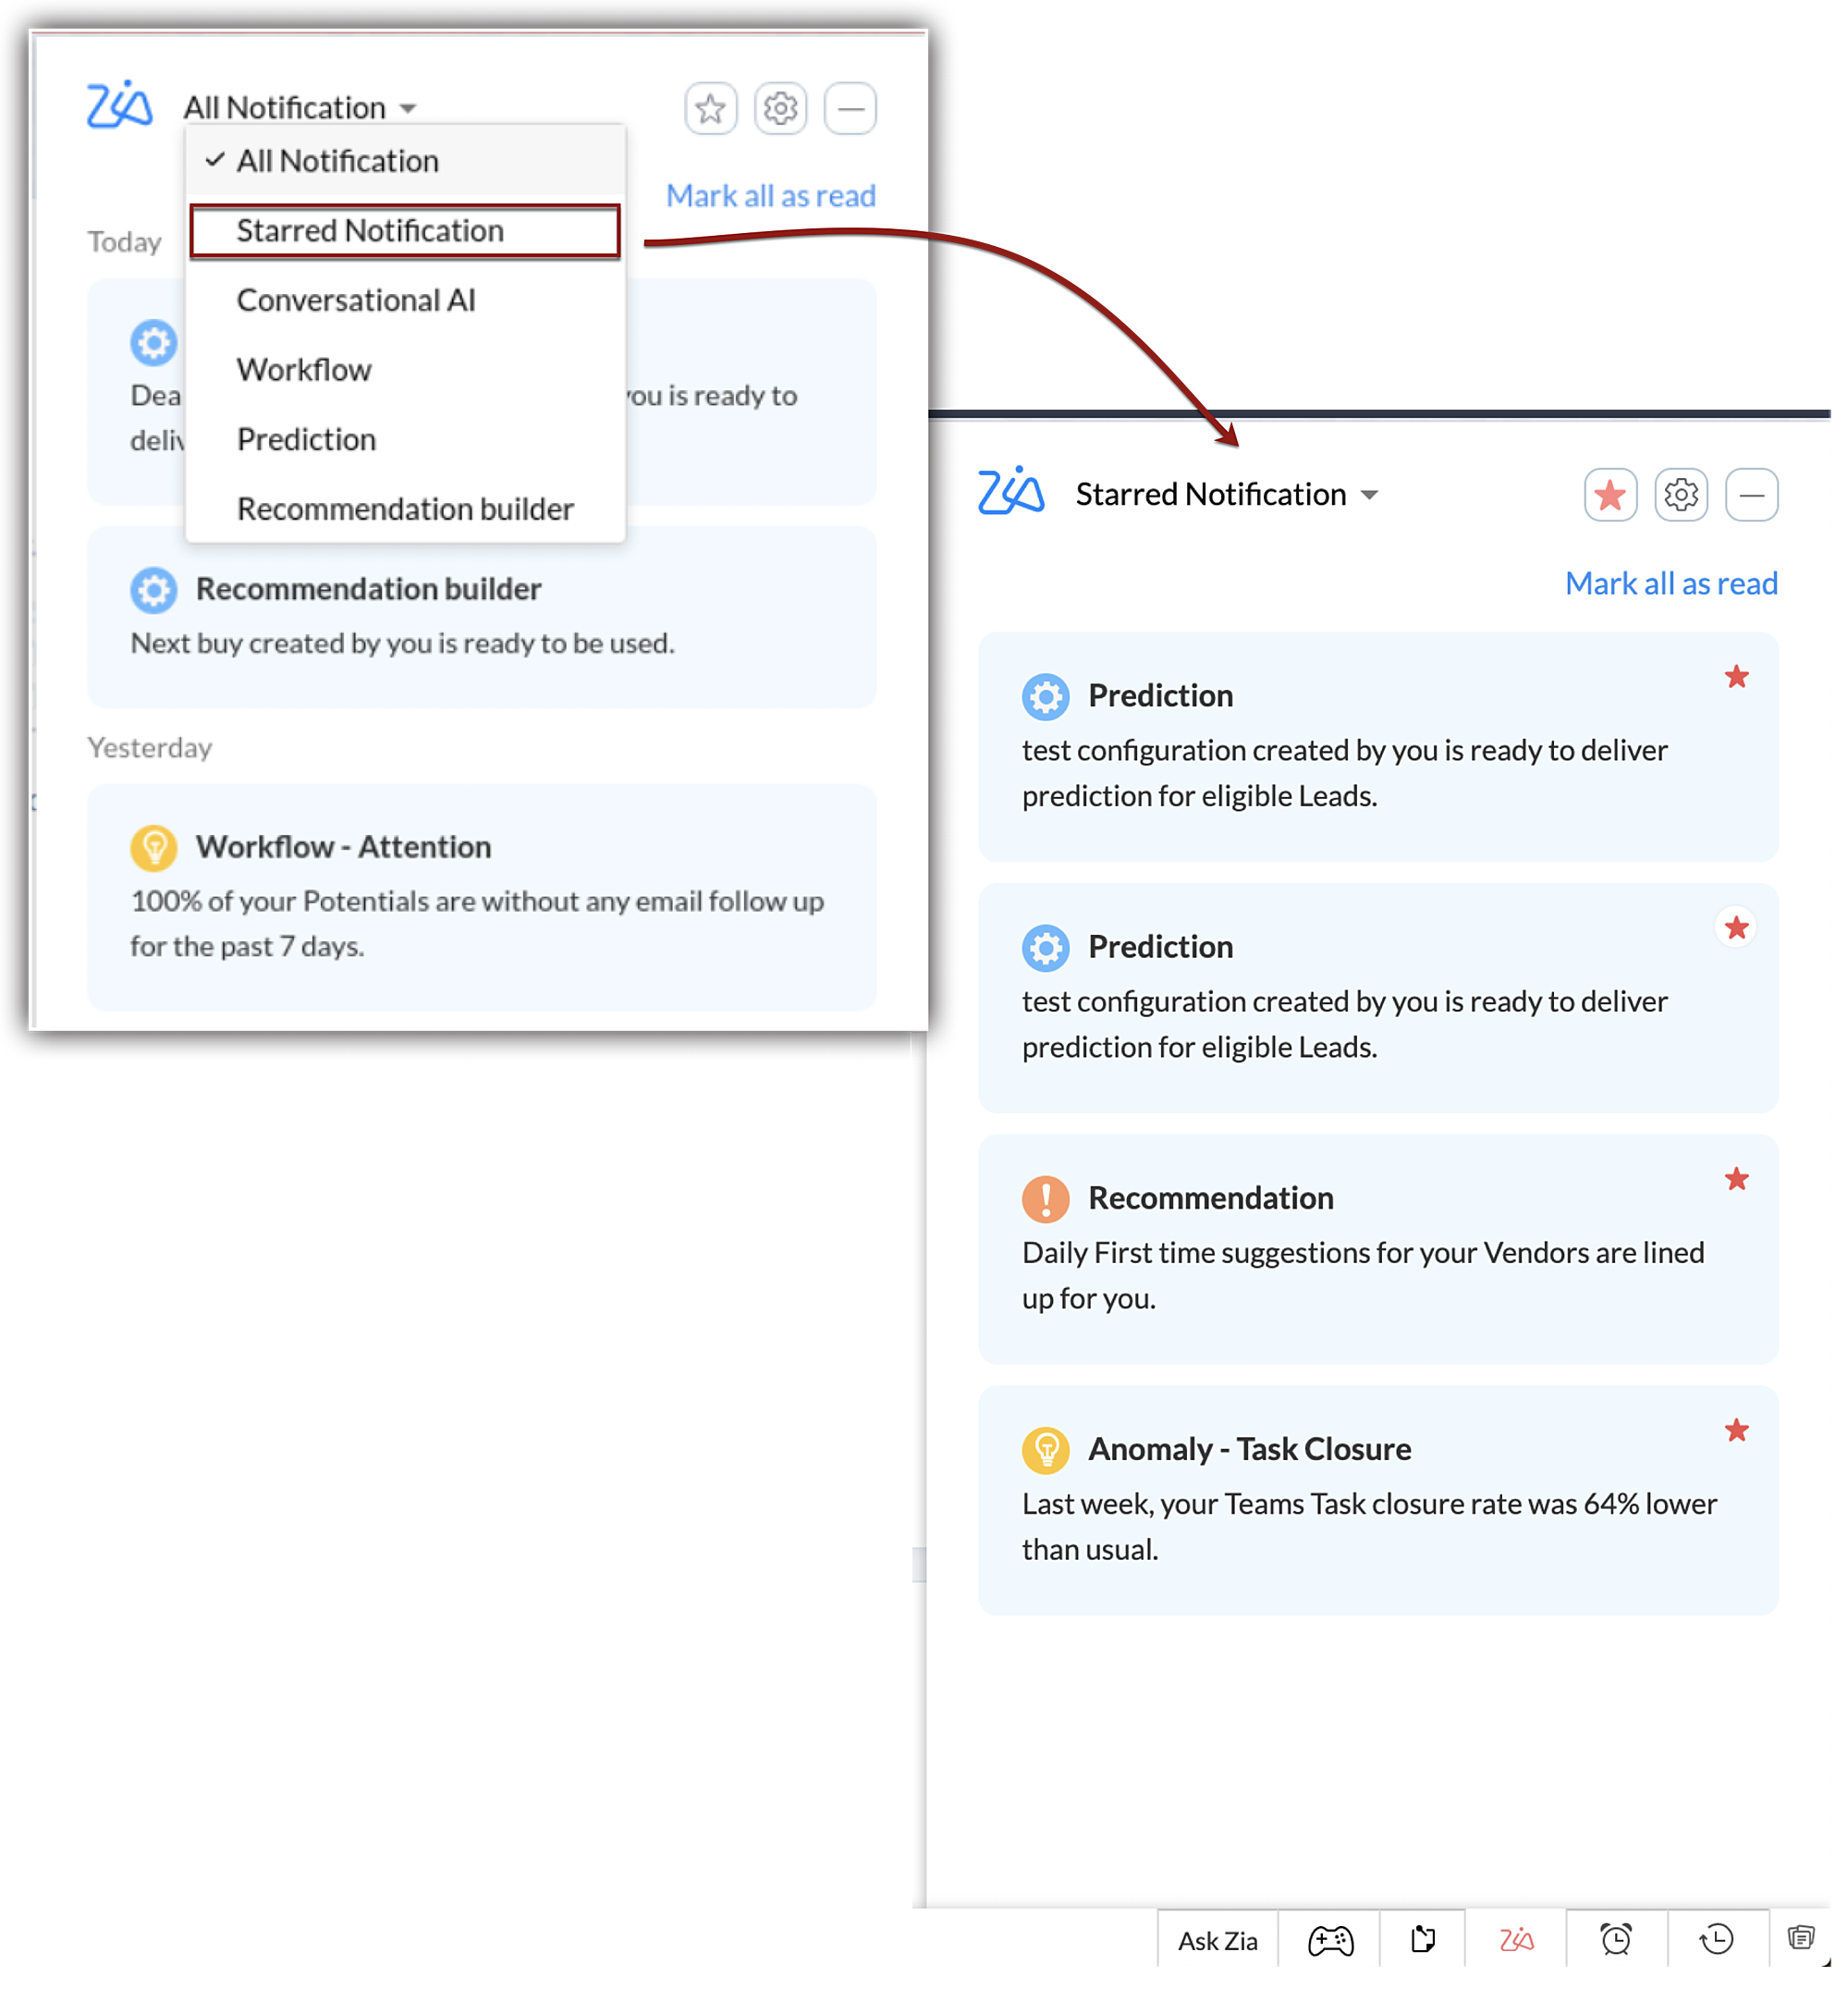 Zia All Notification
All Notification
Starred Notification
Conversational AI
Workflow
Prediction
Recommendation builder
Mark all as read
Today
you is ready to
Recommendation builder
Next buy created by you is ready to be used.
Yesterday
Workflow - Attention
100% of your Potentials are without any email follow up
for the past 7 days.
Zia Starred Notification
Mark all as read
Prediction
test configuration created by you is ready to deliver
prediction for eligible Leads.
Prediction
test configuration created by you is ready to deliver
prediction for eligible Leads.
Recommendation
Daily First time suggestions for your Vendors are lined
up for you.
Anomaly - Task Closure
Last week, your Teams Task closure rate was 64% lower
than usual.
Ask Zia Zia